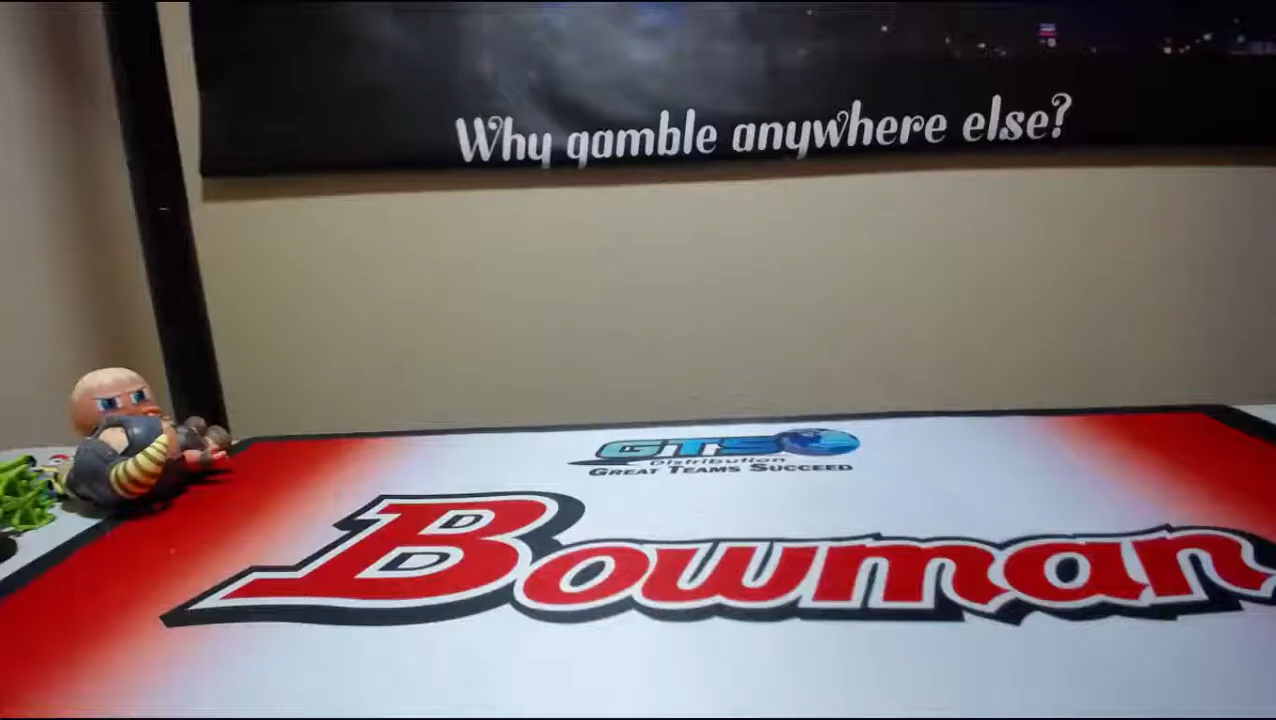 Why gamble anywhere else?
GTS
Distribution
GREAT TEAMS SUCCEED
Bowman